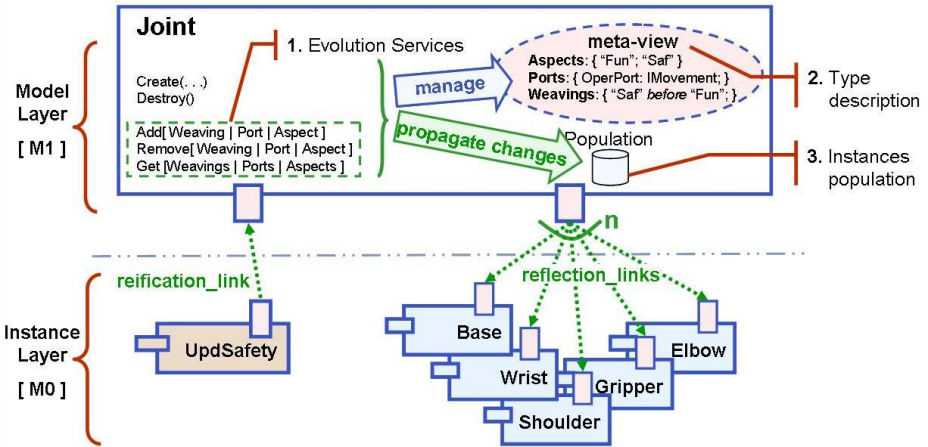 Joint
1. Evolution Services
Create(. . .)
Destroy()
Add[ Weaving | Port | Aspect ]
Remove[ Weaving | Port | Aspect ]
Get [Weavings | Ports | Aspects ]
manage
propagate changes
meta-view
Aspects: { “Fun”; “Saf” }
Ports: { OperPort: IMovement; }
Weavings: { “Saf” before “Fun”; }
Population
2. Type
description
3. Instances
population
Model
Layer
[ M1 ]
n
reification_link
reflection_links
Instance
Layer
[ M0 ]
UpdSafety
Base
Wrist
Shoulder
Gripper
Elbow